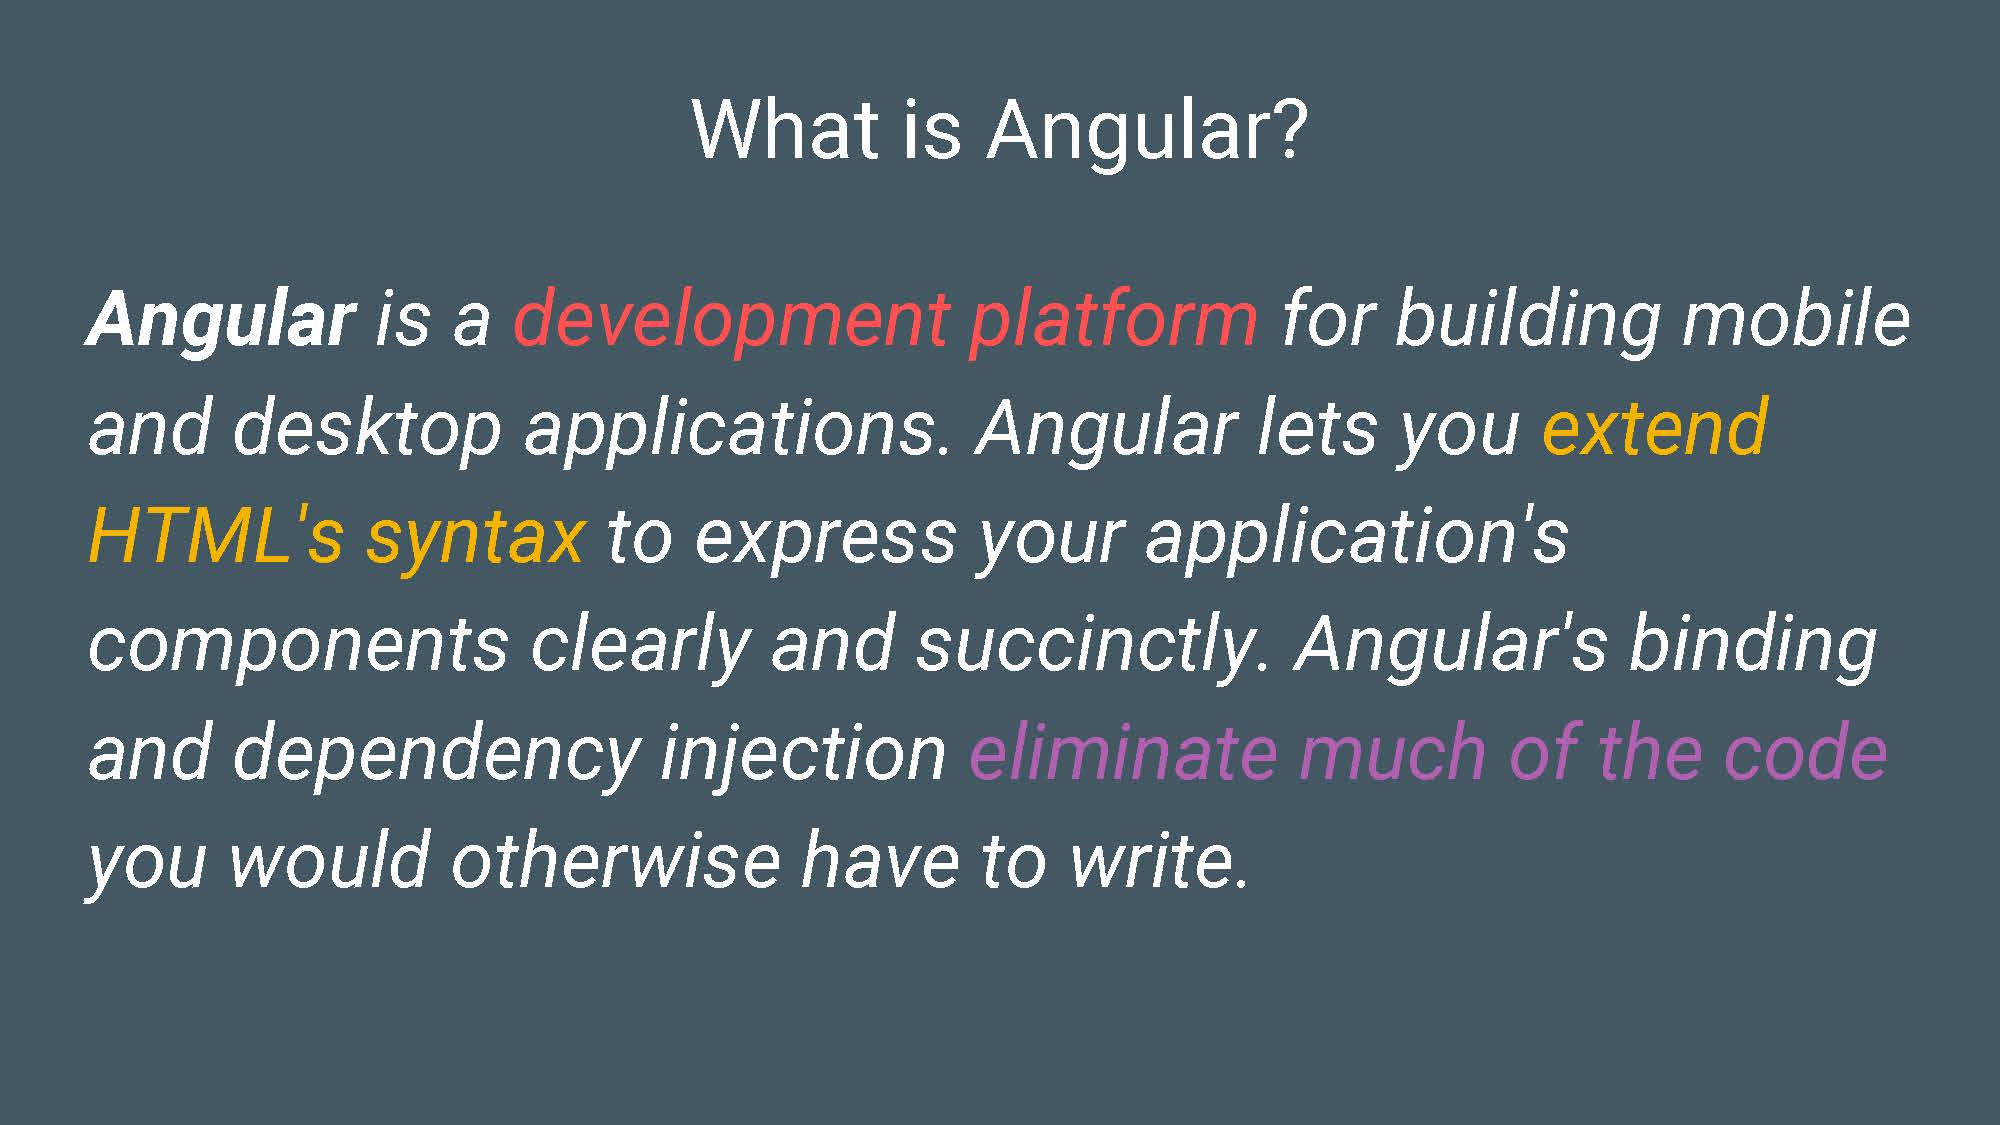 What is Angular?
Angular is a development platform for building mobile
and desktop applications. Angular lets you extend
HTML's syntax to express your application's
components clearly and succinctly. Angular's binding
and dependency injection eliminate much of the code
you would otherwise have to write.